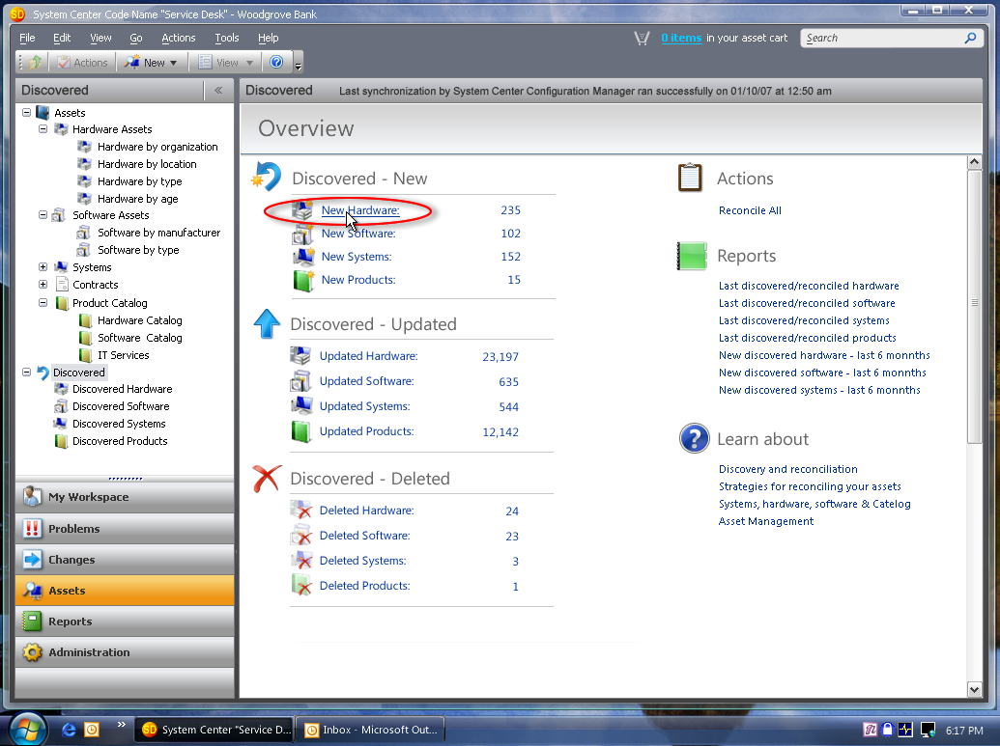 System Center Code Name "Service Desk" - Woodgrove Bank
File Edit View Go Actions Tools Help
0 items in your asset cart
Search
Actions New View
Discovered
Assets
Hardware Assets
Hardware by organization
Hardware by location
Hardware by type
Hardware by age
Software Assets
Software by manufacturer
Software by type
Systems
Contracts
Product Catalog
Hardware Catalog
Software Catalog
IT Services
Discovered
Discovered Hardware
Discovered Software
Discovered Systems
Discovered Products
My Workspace
Problems
Changes
Assets
Reports
Administration
Discovered Last synchronization by System Center Configuration Manager ran successfully on 01/10/07 at 12:50 am
Overview
Discovered - New
New Hardware: 235
New Software: 102
New Systems: 152
New Products: 15
Discovered - Updated
Updated Hardware: 23,197
Updated Software: 635
Updated Systems: 544
Updated Products: 12,142
Discovered - Deleted
Deleted Hardware: 24
Deleted Software: 23
Deleted Systems: 3
Deleted Products: 1
Actions
Reconcile All
Reports
Last discovered/reconciled hardware
Last discovered/reconciled software
Last discovered/reconciled systems
Last discovered/reconciled products
New discovered hardware - last 6 monnths
New discovered software - last 6 monnths
New discovered systems - last 6 monnths
Learn about
Discovery and reconciliation
Strategies for reconciling your assets
Systems, hardware, software & Catelog
Asset Management
SD System Center "Service D...
Inbox - Microsoft Out...
6:17 PM